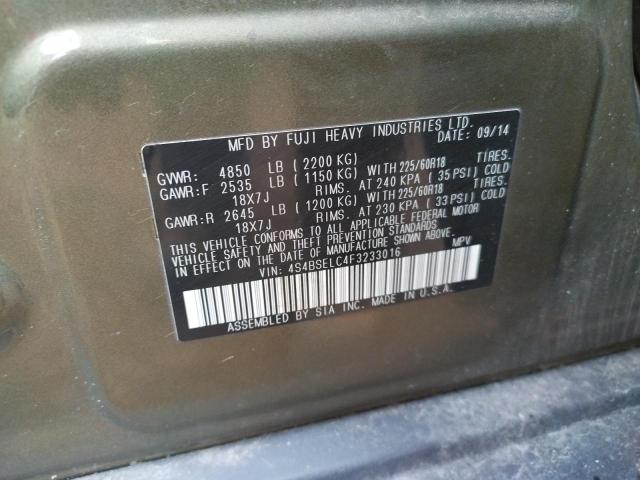 MFD BY FUJI HEAVY INDUSTRIES LTD.
DATE: 09/14
GVWR: 4850 LB (2200 KG)
GAWR:F 2535 LB (1150 KG) WITH 225/60R18 TIRES.
18X7J RIMS. AT 240 KPA (35 PSI) COLD
GAWR:R 2645 LB (1200 KG) WITH 225/60R18 TIRES.
18X7J RIMS. AT 230 KPA (33 PSI) COLD
THIS VEHICLE CONFORMS TO ALL APPLICABLE FEDERAL MOTOR
VEHICLE SAFETY AND THEFT PREVENTION STANDARDS
IN EFFECT ON THE DATE OF MANUFACTURE SHOWN ABOVE.
VIN: 4S4BSELC4F3233016 MPV
ASSEMBLED BY SIA INC. MADE IN U.S.A.